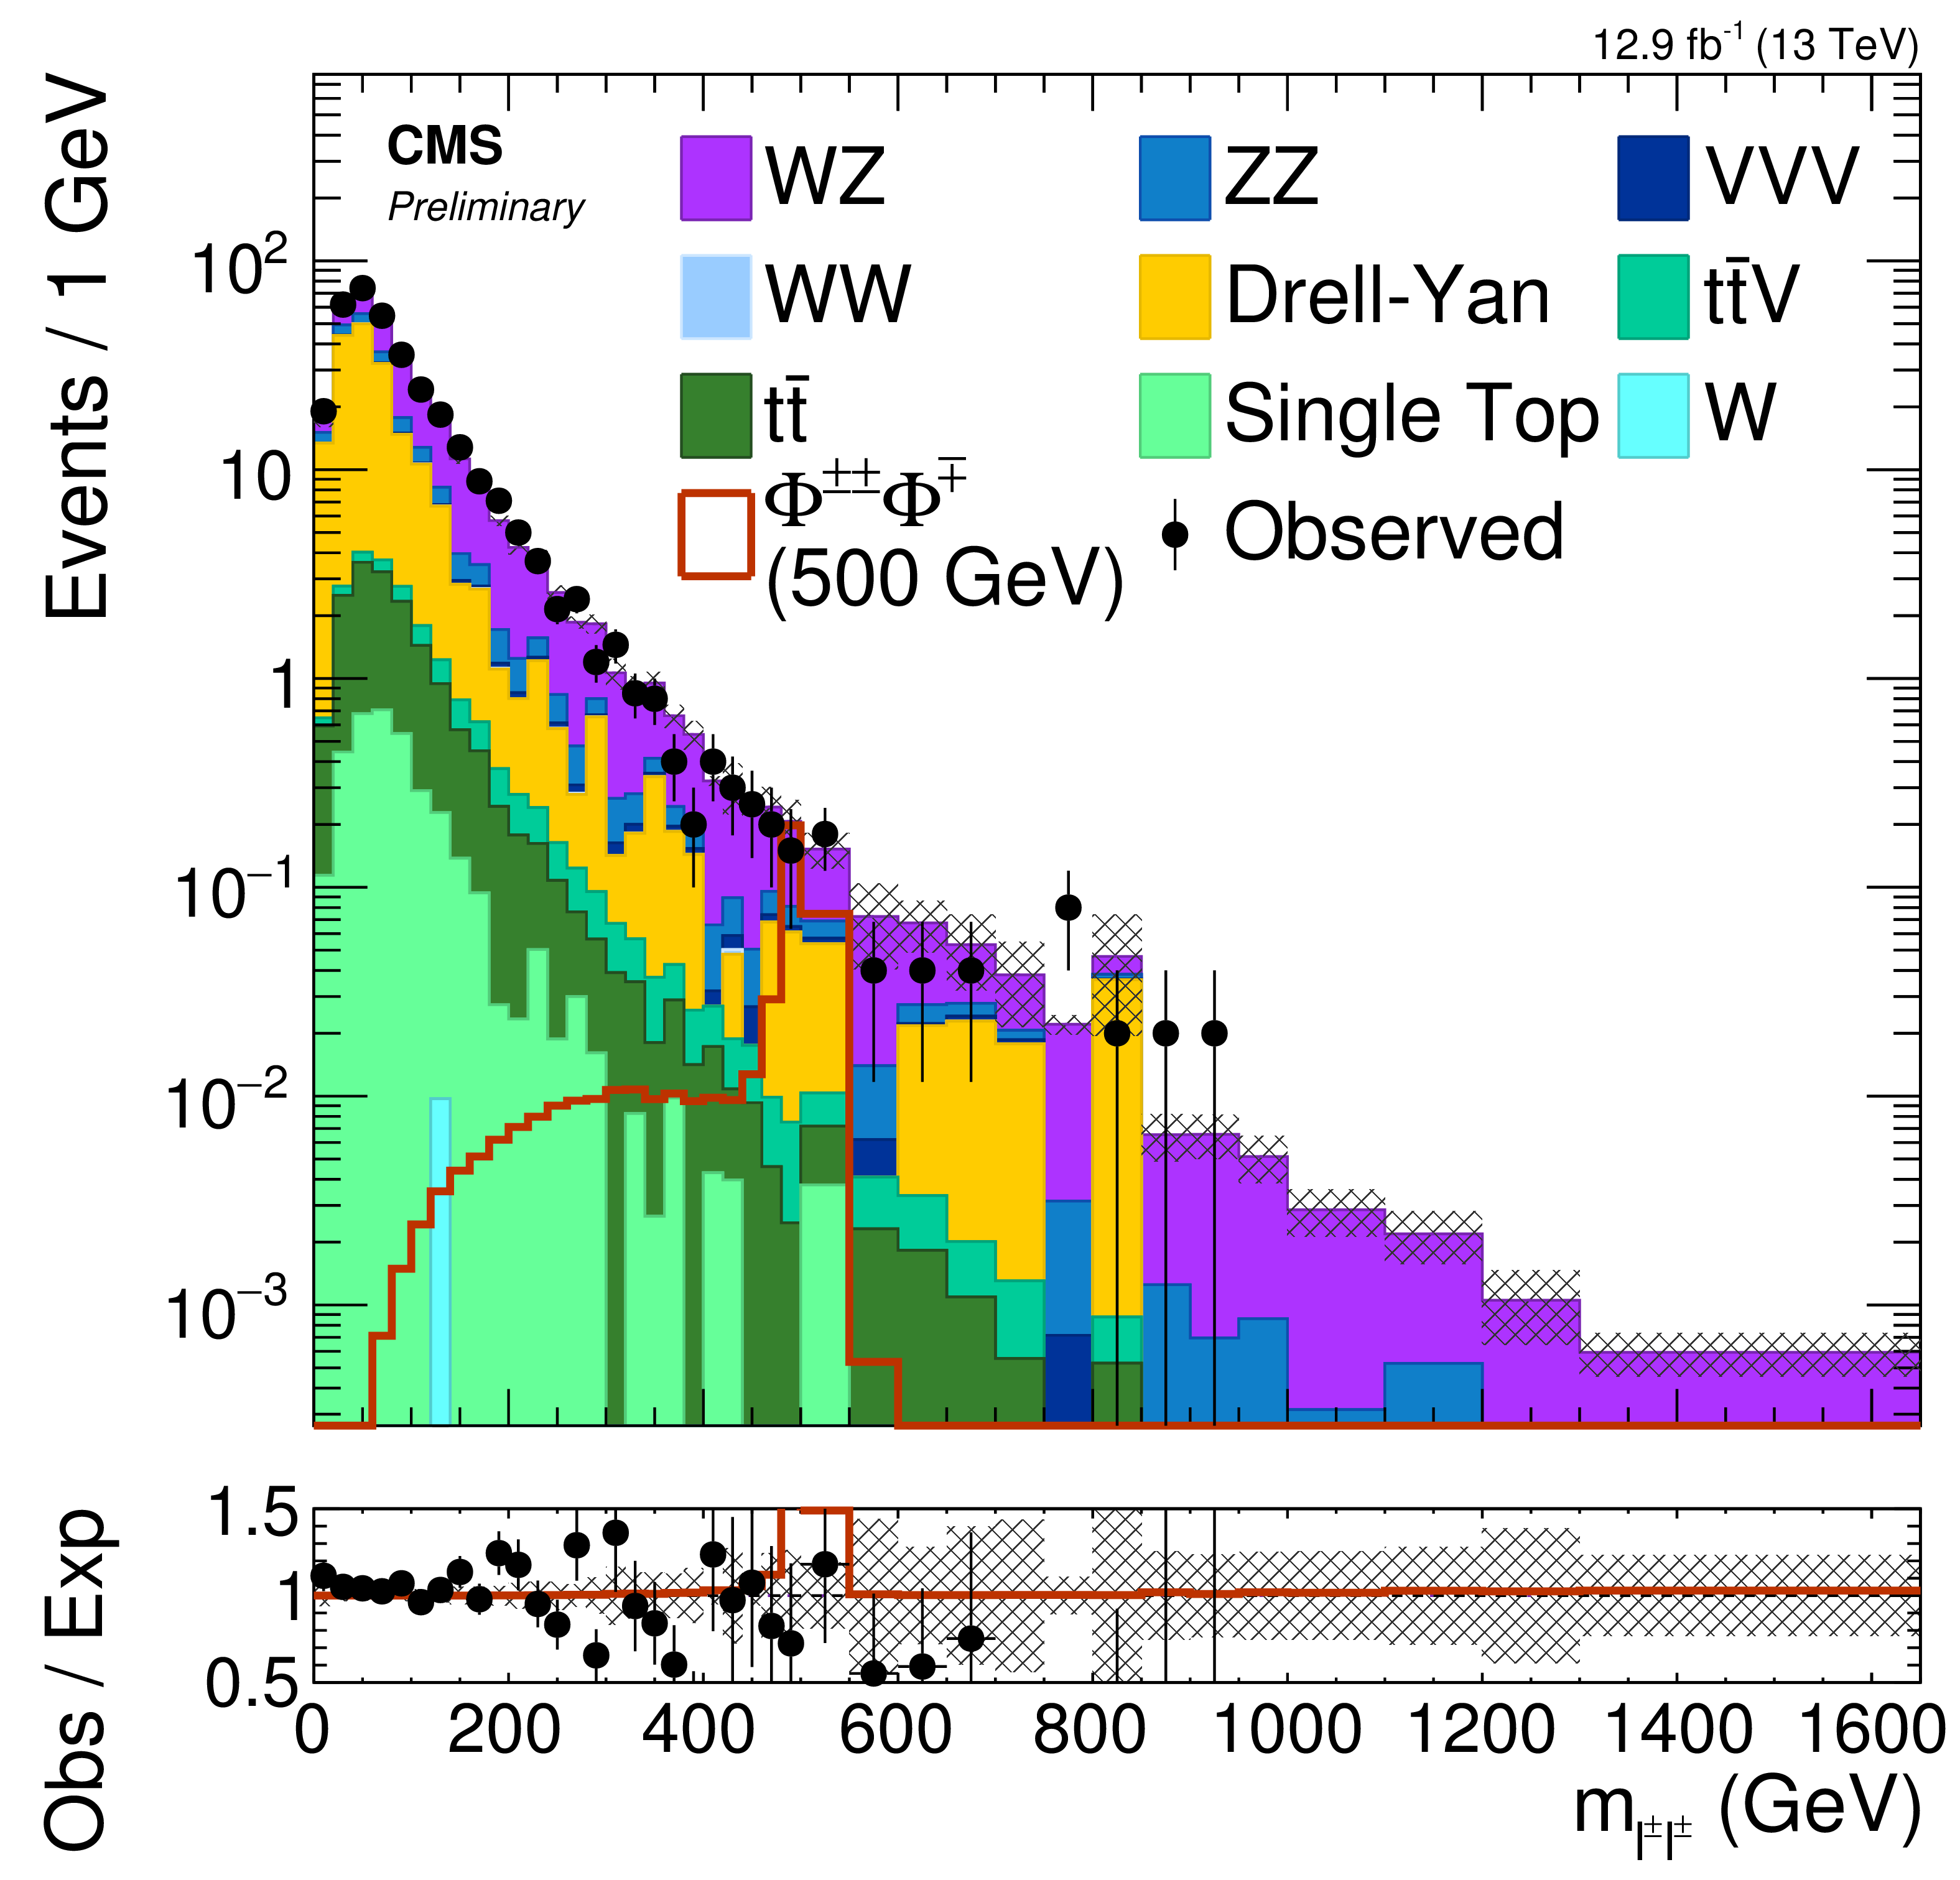 12.9 fb⁻¹ (13 TeV)
CMS
Preliminary
WZ
ZZ
VVV
WW
Drell-Yan
tt̄V
tt̄
Single Top
W
Φ±±Φ∓
(500 GeV)
Observed
Events / 1 GeV
10²
10
1
10⁻¹
10⁻²
10⁻³
Obs / Exp
1.5
1
0.5
0 200 400 600 800 1000 1200 1400 1600
m_l±l± (GeV)